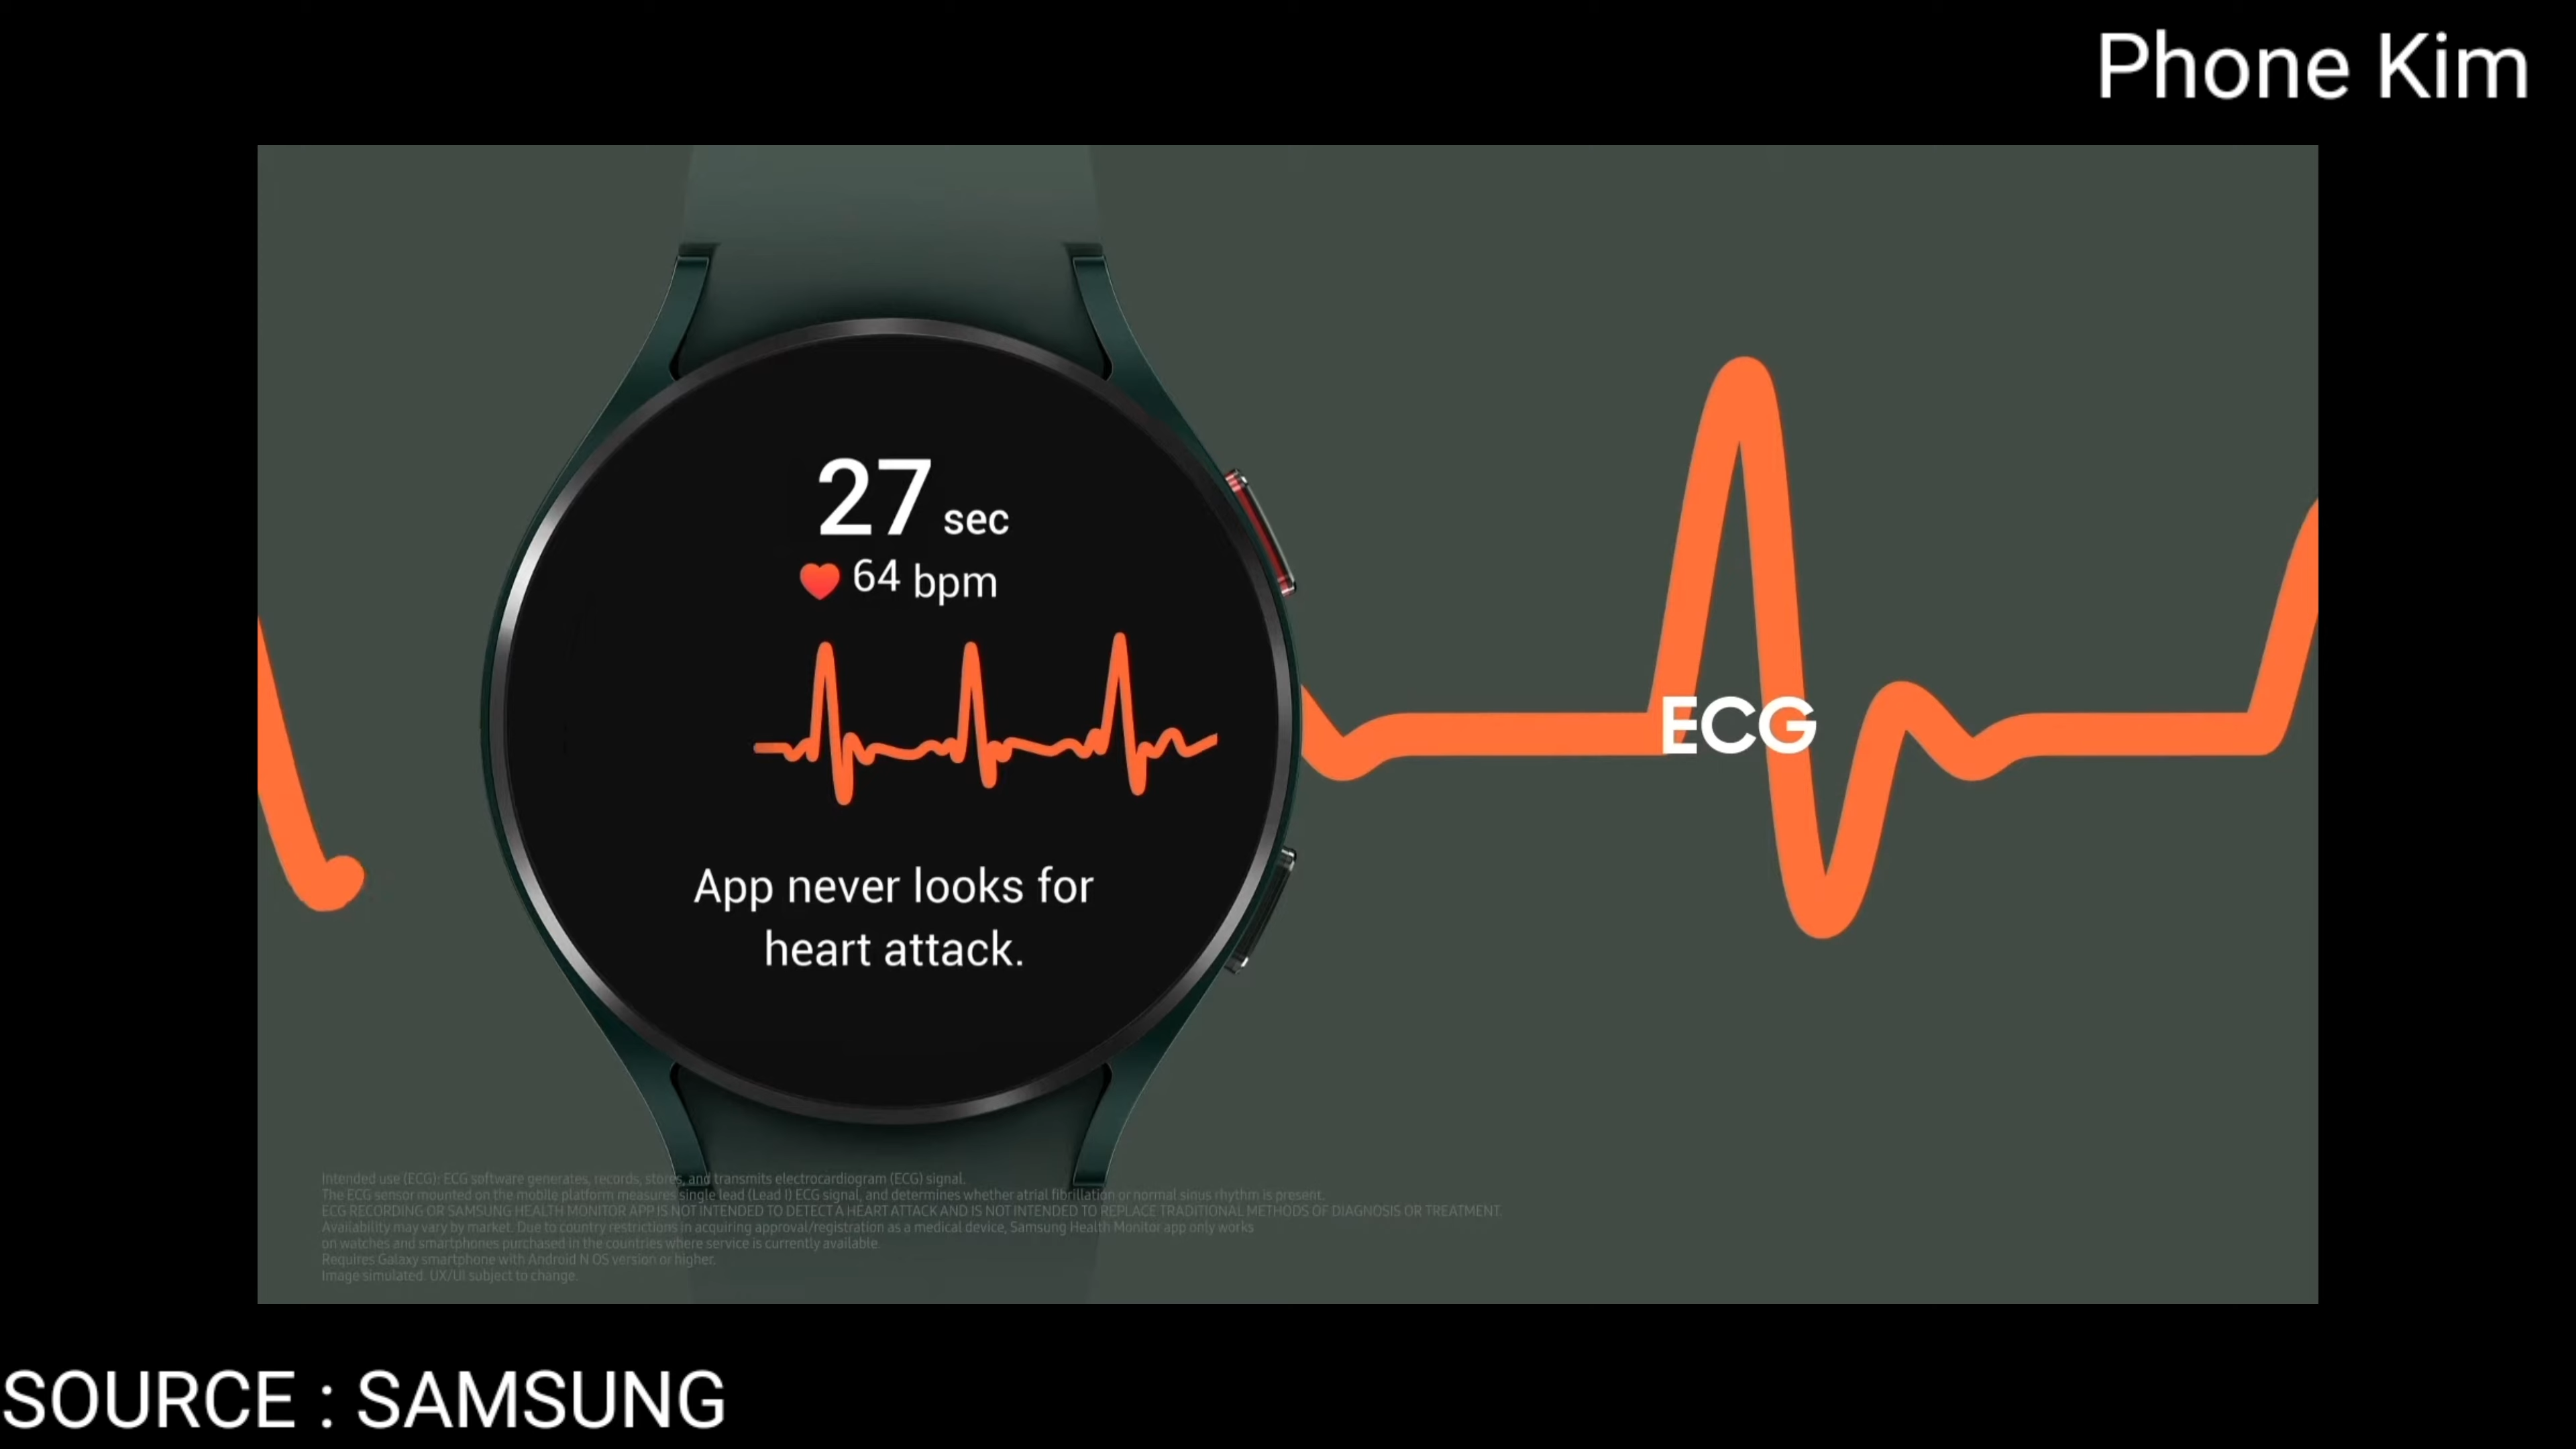 Phone Kim
27 sec
64 bpm
App never looks for
heart attack.
ECG
Intended use (ECG): ECG software generates, records, stores, and transmits electrocardiogram (ECG) signal.
The ECG sensor mounted on the mobile platform measures single lead (Lead I) ECG signal, and determines whether atrial fibrillation or normal sinus rhythm is present.
ECG RECORDING OR SAMSUNG HEALTH MONITOR APP IS NOT INTENDED TO DETECT A HEART ATTACK AND IS NOT INTENDED TO REPLACE TRADITIONAL METHODS OF DIAGNOSIS OR TREATMENT.
Availability may vary by market. Due to country restrictions in acquiring approval/registration as a medical device, Samsung Health Monitor app only works
on watches and smartphones purchased in the countries where service is currently available.
Requires Galaxy smartphone with Android N OS version or higher.
Image simulated. UX/UI subject to change.
SOURCE : SAMSUNG